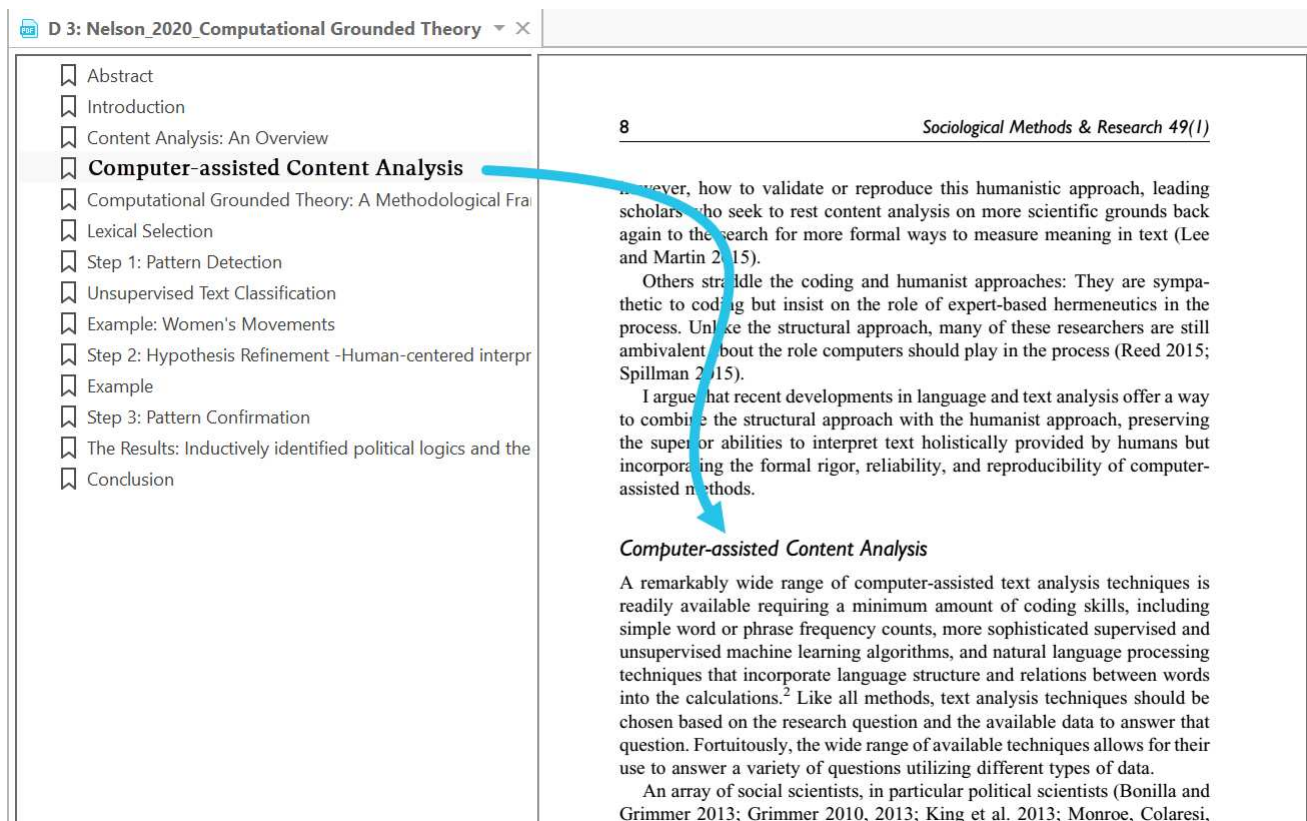 D 3: Nelson_2020_Computational Grounded Theory
Abstract
Introduction
Content Analysis: An Overview
Computer-assisted Content Analysis
Computational Grounded Theory: A Methodological Fra
Lexical Selection
Step 1: Pattern Detection
Unsupervised Text Classification
Example: Women's Movements
Step 2: Hypothesis Refinement -Human-centered interpr
Example
Step 3: Pattern Confirmation
The Results: Inductively identified political logics and the
Conclusion
8 Sociological Methods & Research 49(1)
however, how to validate or reproduce this humanistic approach, leading
scholars who seek to rest content analysis on more scientific grounds back
again to the search for more formal ways to measure meaning in text (Lee
and Martin 2015).
Others straddle the coding and humanist approaches: They are sympa-
thetic to coding but insist on the role of expert-based hermeneutics in the
process. Unlike the structural approach, many of these researchers are still
ambivalent about the role computers should play in the process (Reed 2015;
Spillman 2015).
I argue that recent developments in language and text analysis offer a way
to combine the structural approach with the humanist approach, preserving
the superior abilities to interpret text holistically provided by humans but
incorporating the formal rigor, reliability, and reproducibility of computer-
assisted methods.
Computer-assisted Content Analysis
A remarkably wide range of computer-assisted text analysis techniques is
readily available requiring a minimum amount of coding skills, including
simple word or phrase frequency counts, more sophisticated supervised and
unsupervised machine learning algorithms, and natural language processing
techniques that incorporate language structure and relations between words
into the calculations.2 Like all methods, text analysis techniques should be
chosen based on the research question and the available data to answer that
question. Fortuitously, the wide range of available techniques allows for their
use to answer a variety of questions utilizing different types of data.
An array of social scientists, in particular political scientists (Bonilla and
Grimmer 2013; Grimmer 2010, 2013; King et al. 2013; Monroe, Colaresi,